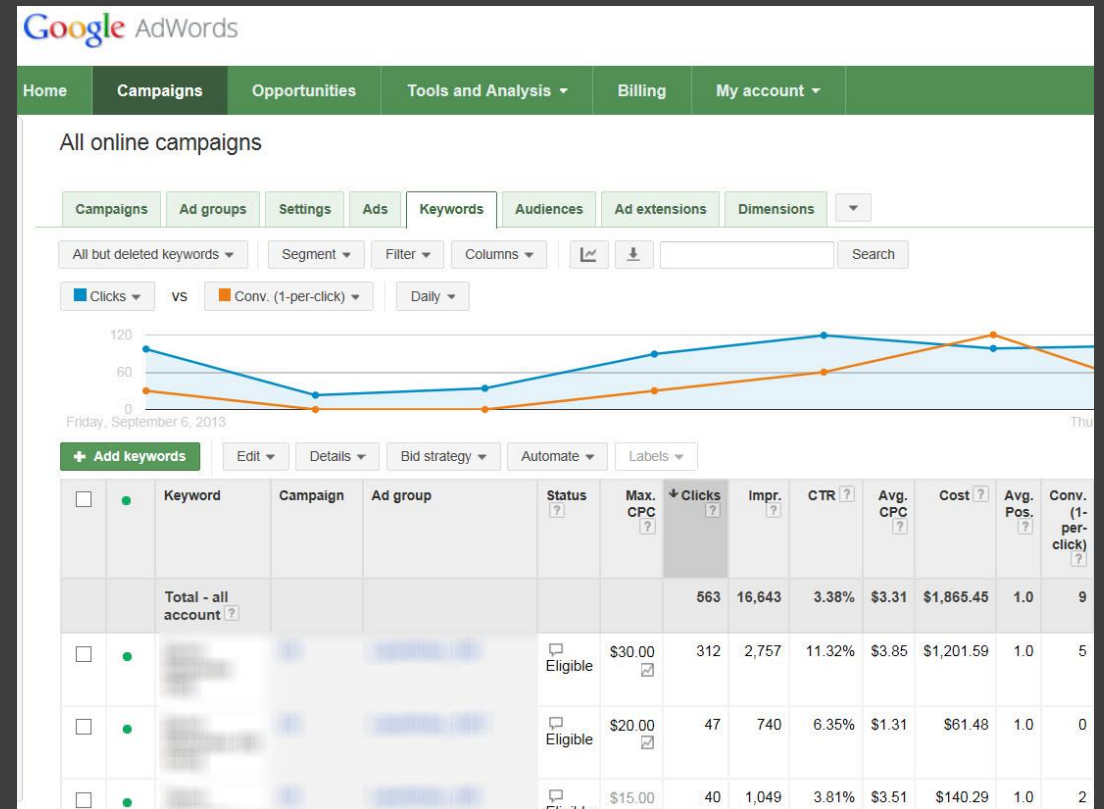 Google AdWords
Home Campaigns Opportunities Tools and Analysis Billing My account
All online campaigns
Campaigns Ad groups Settings Ads Keywords Audiences Ad extensions Dimensions
All but deleted keywords Segment Filter Columns Search
Clicks VS Conv. (1-per-click) Daily
120
60
0
Friday, September 6, 2013 Thu
+ Add keywords Edit Details Bid strategy Automate Labels
Keyword Campaign Ad group Status Max. Clicks Impr. CTR ? Avg. Cost ? Avg. Conv.
? CPC ? ? CPC Pos. (1-
? ? ? per-
click)
?
Total - all 563 16,643 3.38% $3.31 $1,865.45 1.0 9
account ?
Eligible $30.00 312 2,757 11.32% $3.85 $1,201.59 1.0 5
Eligible $20.00 47 740 6.35% $1.31 $61.48 1.0 0
$15.00 40 1,049 3.81% $3.51 $140.29 1.0 2